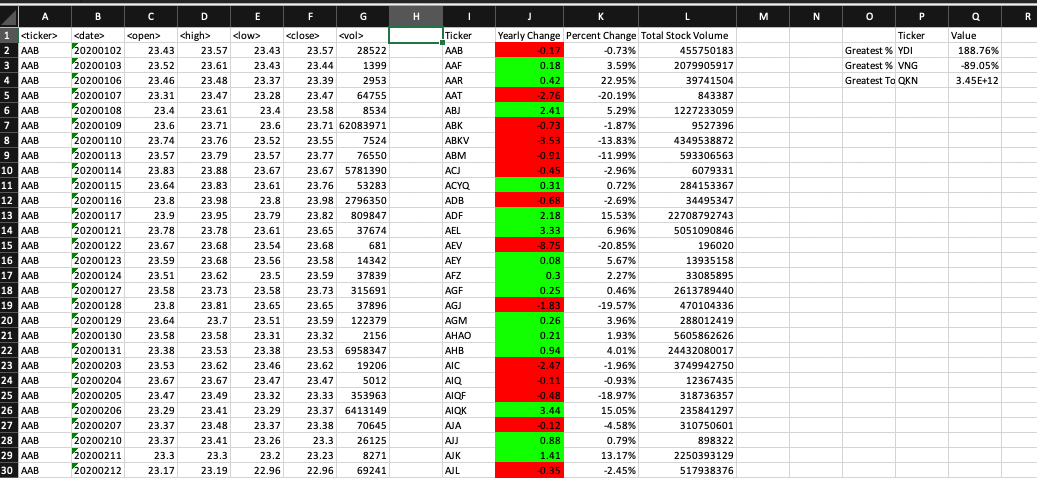 A B C D E F G H I J K L M N O P Q R
1 <ticker> <date> <open> <high> <low> <close> <vol> Ticker Yearly Change Percent Change Total Stock Volume Ticker Value
2 AAB 20200102 23.43 23.57 23.43 23.57 28522 AAB -0.17 -0.73% 455750183 Greatest % YDI 188.76%
3 AAB 20200103 23.52 23.61 23.43 23.44 1399 AAF 0.18 3.59% 2079905917 Greatest % VNG -89.05%
4 AAB 20200106 23.46 23.48 23.37 23.39 2953 AAR 0.42 22.95% 39741504 Greatest To QKN 3.45E+12
5 AAB 20200107 23.31 23.47 23.28 23.47 64755 AAT -2.76 -20.19% 843387
6 AAB 20200108 23.4 23.61 23.4 23.58 8534 ABJ 2.41 5.29% 1227233059
7 AAB 20200109 23.6 23.71 23.6 23.71 62083971 ABK -0.73 -1.87% 9527396
8 AAB 20200110 23.74 23.76 23.52 23.55 7524 ABKV -3.53 -13.83% 4349538872
9 AAB 20200113 23.57 23.79 23.57 23.77 76550 ABM -0.91 -11.99% 593306563
10 AAB 20200114 23.83 23.88 23.67 23.67 5781390 ACJ -0.45 -2.96% 6079331
11 AAB 20200115 23.64 23.83 23.61 23.76 53283 ACYQ 0.31 0.72% 284153367
12 AAB 20200116 23.8 23.98 23.8 23.98 2796350 ADB -0.68 -2.69% 34495347
13 AAB 20200117 23.9 23.95 23.79 23.82 809847 ADF 2.18 15.53% 22708792743
14 AAB 20200121 23.78 23.78 23.61 23.65 37674 AEL 3.33 6.96% 5051090846
15 AAB 20200122 23.67 23.68 23.54 23.68 681 AEV -8.75 -20.85% 196020
16 AAB 20200123 23.59 23.68 23.56 23.58 14342 AEY 0.08 5.67% 13935158
17 AAB 20200124 23.51 23.62 23.5 23.59 37839 AFZ 0.3 2.27% 33085895
18 AAB 20200127 23.58 23.73 23.58 23.73 315691 AGF 0.25 0.46% 2613789440
19 AAB 20200128 23.8 23.81 23.65 23.65 37896 AGJ -1.83 -19.57% 470104336
20 AAB 20200129 23.64 23.7 23.51 23.59 122379 AGM 0.26 3.96% 288012419
21 AAB 20200130 23.58 23.58 23.31 23.32 2156 AHAO 0.21 1.93% 5605862626
22 AAB 20200131 23.38 23.53 23.38 23.53 6958347 AHB 0.94 4.01% 24432080017
23 AAB 20200203 23.53 23.62 23.46 23.62 19206 AIC -2.47 -1.96% 3749942750
24 AAB 20200204 23.67 23.67 23.47 23.47 5012 AIQ -0.11 -0.93% 12367435
25 AAB 20200205 23.47 23.49 23.32 23.33 353963 AIQF -0.48 -18.97% 318736357
26 AAB 20200206 23.29 23.41 23.29 23.37 6413149 AIQK 3.44 15.05% 235841297
27 AAB 20200207 23.37 23.48 23.37 23.38 70645 AJA -0.12 -4.58% 310750601
28 AAB 20200210 23.37 23.41 23.26 23.3 26125 AJJ 0.88 0.79% 898322
29 AAB 20200211 23.3 23.3 23.2 23.23 8271 AJK 1.41 13.17% 2250393129
30 AAB 20200212 23.17 23.19 22.96 22.96 69241 AJL -0.35 -2.45% 517938376